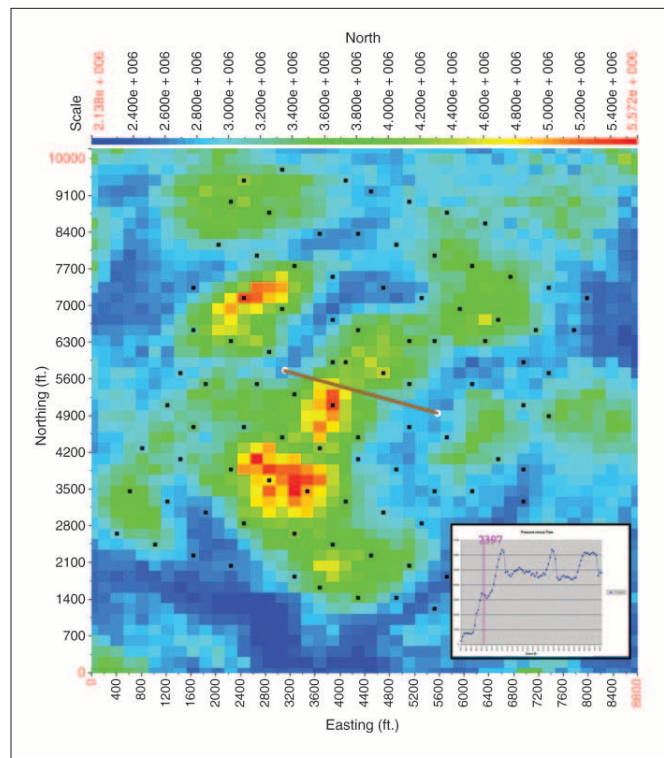 North
Scale
2.138e + 006
2.400e + 006
2.600e + 006
2.800e + 006
3.000e + 006
3.200e + 006
3.400e + 006
3.600e + 006
3.800e + 006
4.000e + 006
4.200e + 006
4.400e + 006
4.600e + 006
4.800e + 006
5.000e + 006
5.200e + 006
5.400e + 006
5.572e + 006
Northing (ft.)
10000
9100
8400
7700
7000
6300
5600
4900
4200
3500
2800
2100
1400
700
0
Pressure versus Time
2397
0
400
800
1200
1600
2000
2400
2800
3200
3600
4000
4400
4800
5200
5600
6000
6400
6800
7200
7600
8000
8800
Easting (ft.)